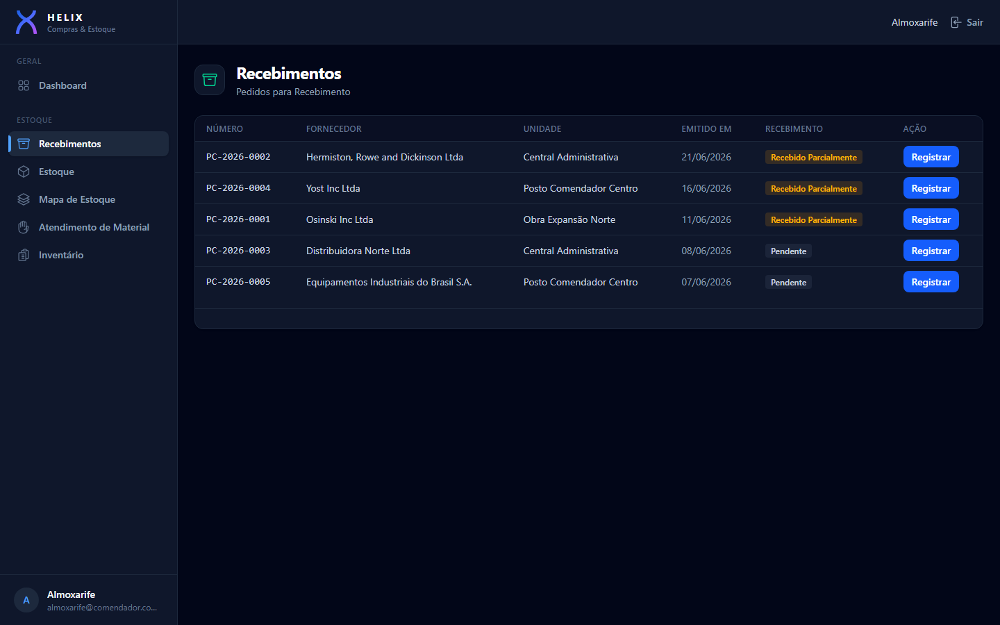 HELIX
Compras & Estoque
Almoxarife
Sair
GERAL
Dashboard
ESTOQUE
Recebimentos
Estoque
Mapa de Estoque
Atendimento de Material
Inventário
Recebimentos
Pedidos para Recebimento
NÚMERO FORNECEDOR UNIDADE EMITIDO EM RECEBIMENTO AÇÃO
PC-2026-0002 Hermiston, Rowe and Dickinson Ltda Central Administrativa 21/06/2026 Recebido Parcialmente Registrar
PC-2026-0004 Yost Inc Ltda Posto Comendador Centro 16/06/2026 Recebido Parcialmente Registrar
PC-2026-0001 Osinski Inc Ltda Obra Expansão Norte 11/06/2026 Recebido Parcialmente Registrar
PC-2026-0003 Distribuidora Norte Ltda Central Administrativa 08/06/2026 Pendente Registrar
PC-2026-0005 Equipamentos Industriais do Brasil S.A. Posto Comendador Centro 07/06/2026 Pendente Registrar
A
Almoxarife
almoxarife@comendador.co...